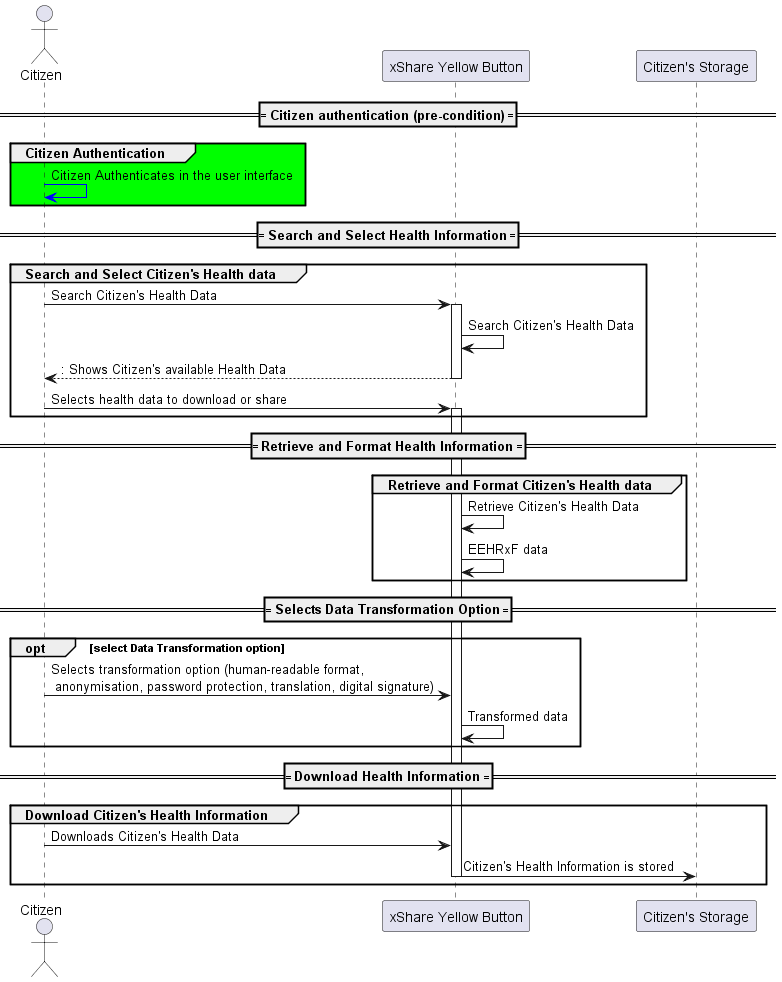 Citizen
xShare Yellow Button
Citizen's Storage
Citizen authentication (pre-condition)
Citizen Authentication
Citizen Authenticates in the user interface
Search and Select Health Information
Search and Select Citizen's Health data
Search Citizen's Health Data
Search Citizen's Health Data
: Shows Citizen's available Health Data
Selects health data to download or share
Retrieve and Format Health Information
Retrieve and Format Citizen's Health data
Retrieve Citizen's Health Data
EEHRxF data
Selects Data Transformation Option
opt [select Data Transformation option]
Selects transformation option (human-readable format,
anonymisation, password protection, translation, digital signature)
Transformed data
Download Health Information
Download Citizen's Health Information
Downloads Citizen's Health Data
Citizen's Health Information is stored
Citizen
xShare Yellow Button
Citizen's Storage